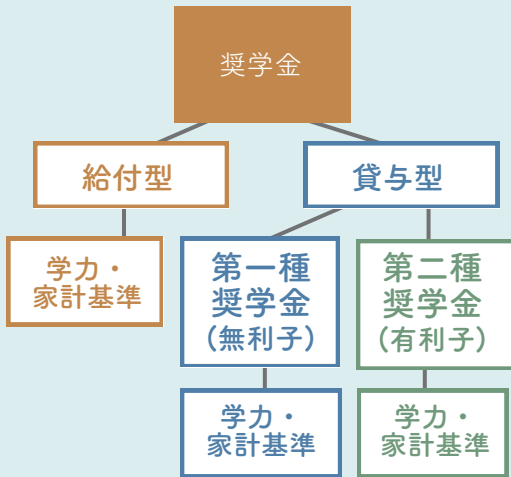 奨学金
給付型
貸与型
学力・
家計基準
第一種
奨学金
(無利子)
第二種
奨学金
(有利子)
学力・
家計基準
学力・
家計基準